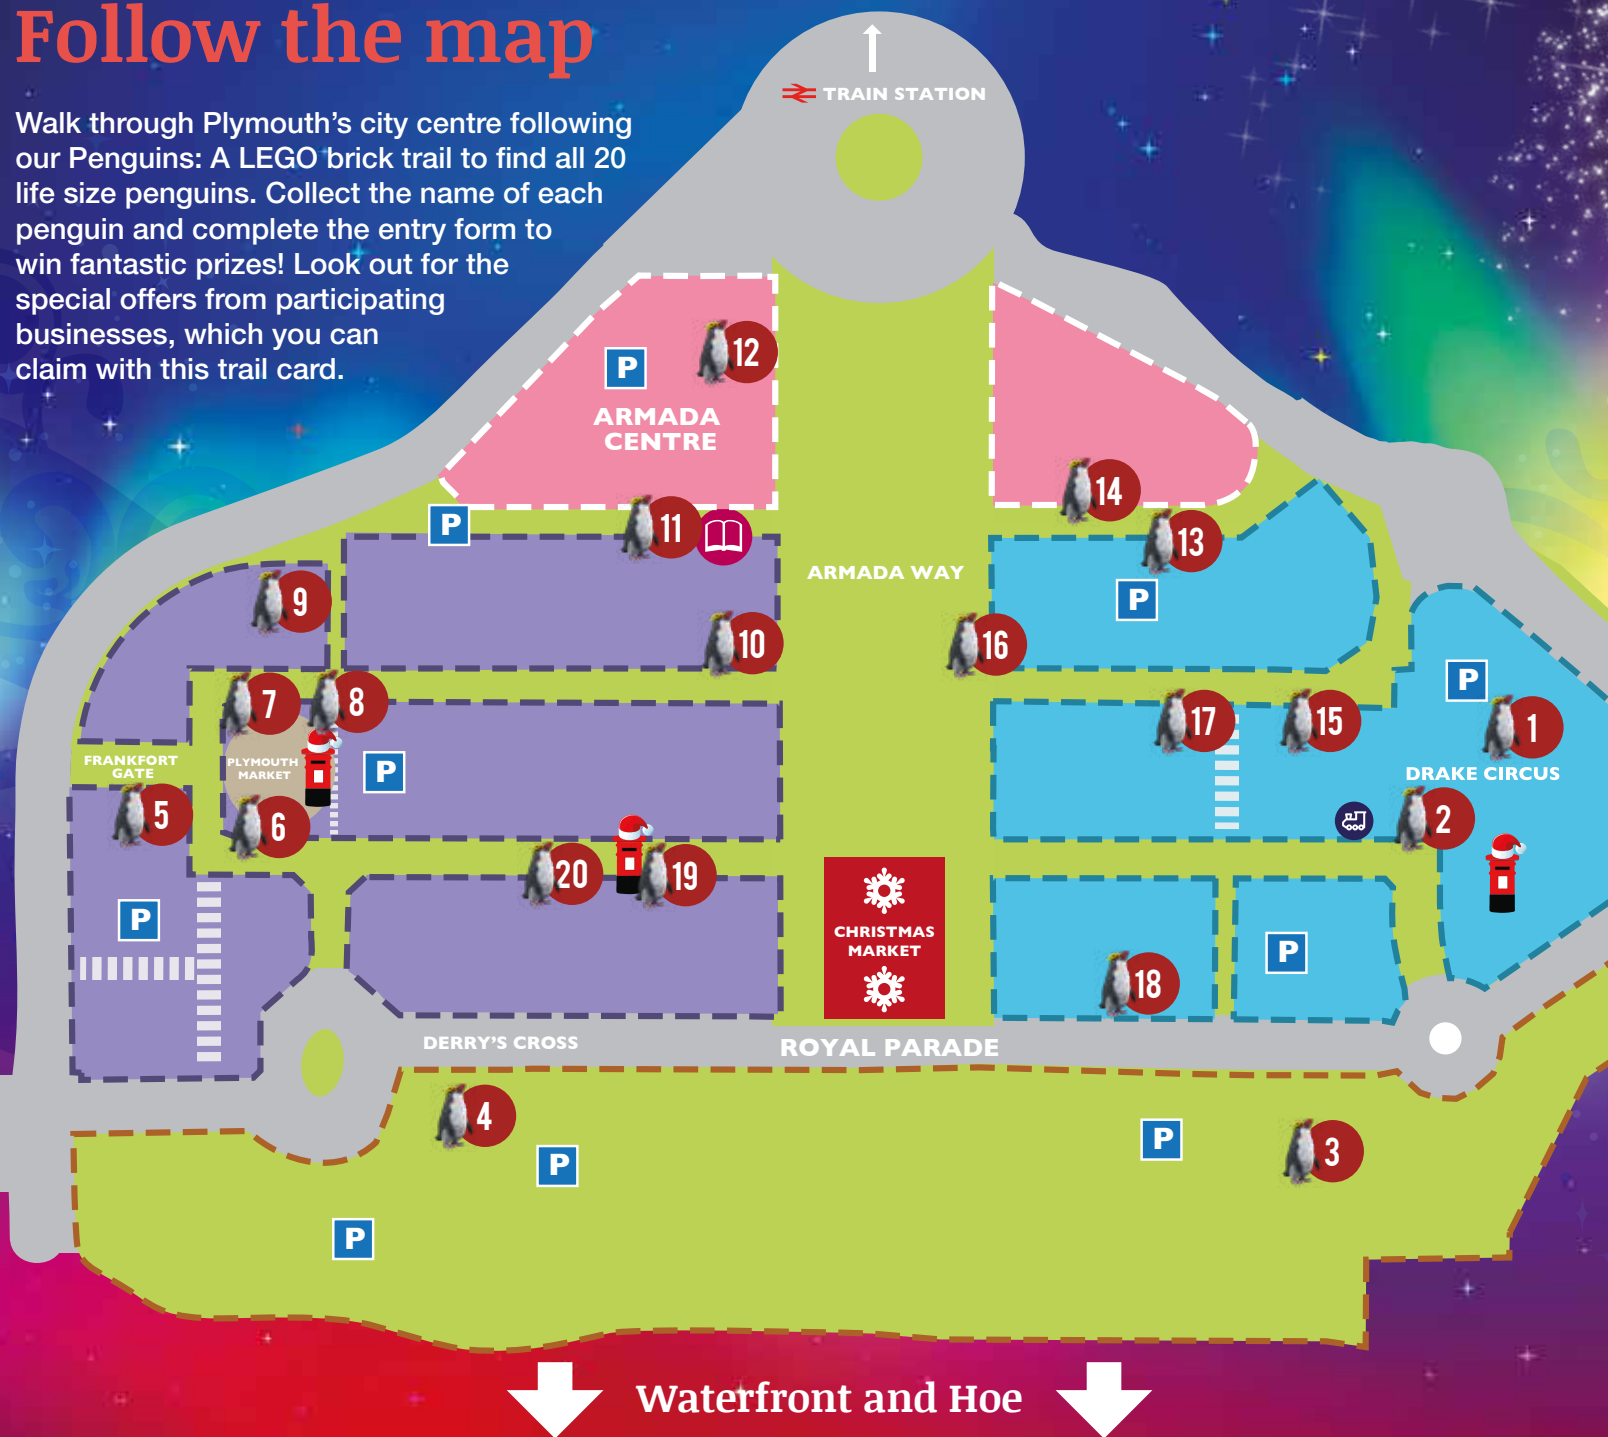 Follow the map
Walk through Plymouth’s city centre following
our Penguins: A LEGO brick trail to find all 20
life size penguins. Collect the name of each
penguin and complete the entry form to
win fantastic prizes! Look out for the
special offers from participating
businesses, which you can
claim with this trail card.
TRAIN STATION
12
P
ARMADA
CENTRE
14
P
11
13
ARMADA WAY
9
P
10
16
P
7
8
17
15
1
FRANKFORT
GATE
PLYMOUTH
MARKET
P
DRAKE CIRCUS
5
6
2
20
19
P
CHRISTMAS
MARKET
P
18
DERRY’S CROSS
ROYAL PARADE
4
P
P
3
P
Waterfront and Hoe